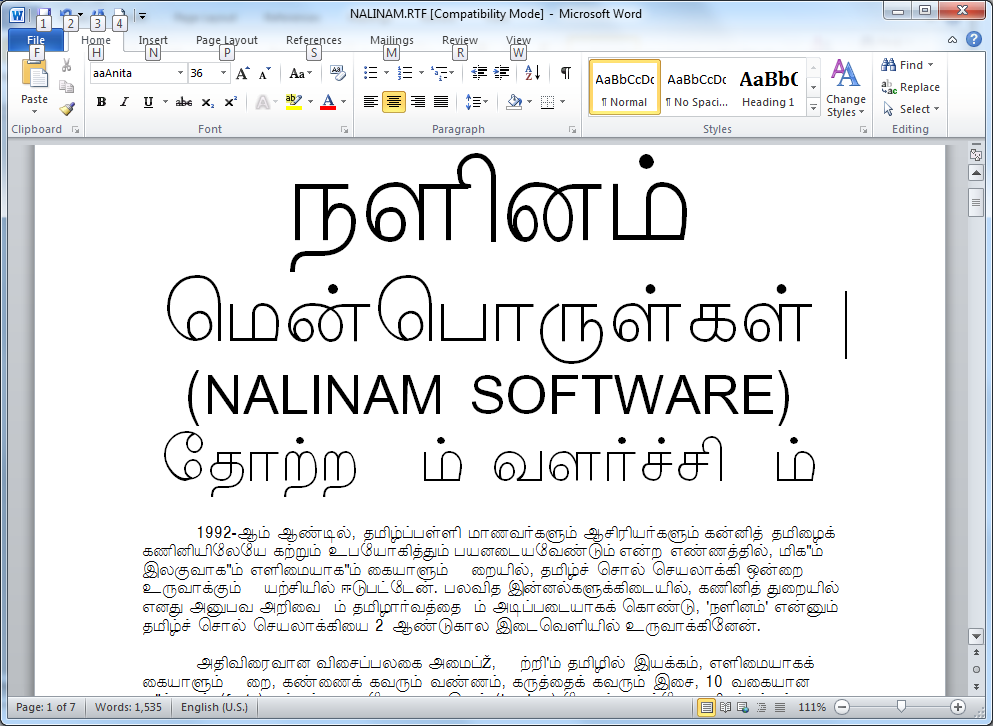 NALINAM.RTF [Compatibility Mode] - Microsoft Word
1 2 3 4
File Home Insert Page Layout References Mailings Review View
F H N P S M R W
Paste
aaAnita 36 A A Aa
B I U abc x₂ x² A ab A
AaBbCcDc AaBbCcDc AaBbC
¶ Normal ¶ No Spaci... Heading 1
Change Styles
Find
Replace
Select
Clipboard Font Paragraph Styles Editing
நளினம்
மென்பொருள்கள்
(NALINAM SOFTWARE)
தோற்ற ம் வளர்ச்சி ம்
1992-ஆம் ஆண்டில், தமிழ்ப்பள்ளி மாணவர்களும் ஆசிரியர்களும் கன்னித் தமிழைக்
கணினியிலேயே கற்றும் உபயோகித்தும் பயனடையவேண்டும் என்ற எண்ணத்தில், மிக"ம்
இலகுவாக"ம் எளிமையாக"ம் கையாளும் றையில், தமிழ்ச் சொல் செயலாக்கி ஒன்றை
உருவாக்கும் யற்சியில் ஈடுபட்டேன். பலவித இன்னல்களுக்கிடையில், கணினித் துறையில்
எனது அனுபவ அறிவை ம் தமிழார்வத்தை ம் அடிப்படையாகக் கொண்டு, 'நளினம்' என்னும்
தமிழ்ச் சொல் செயலாக்கியை 2 ஆண்டுகால இடைவெளியில் உருவாக்கினேன்.
அதிவிரைவான விசைப்பலகை அமைப்ž, ற்றி'ம் தமிழில் இயக்கம், எளிமையாகக்
கையாளும் றை, கண்ணைக் கவரும் வண்ணம், கருத்தைக் கவரும் இசை, 10 வகையான
Page: 1 of 7 Words: 1,535 English (U.S.) 111%